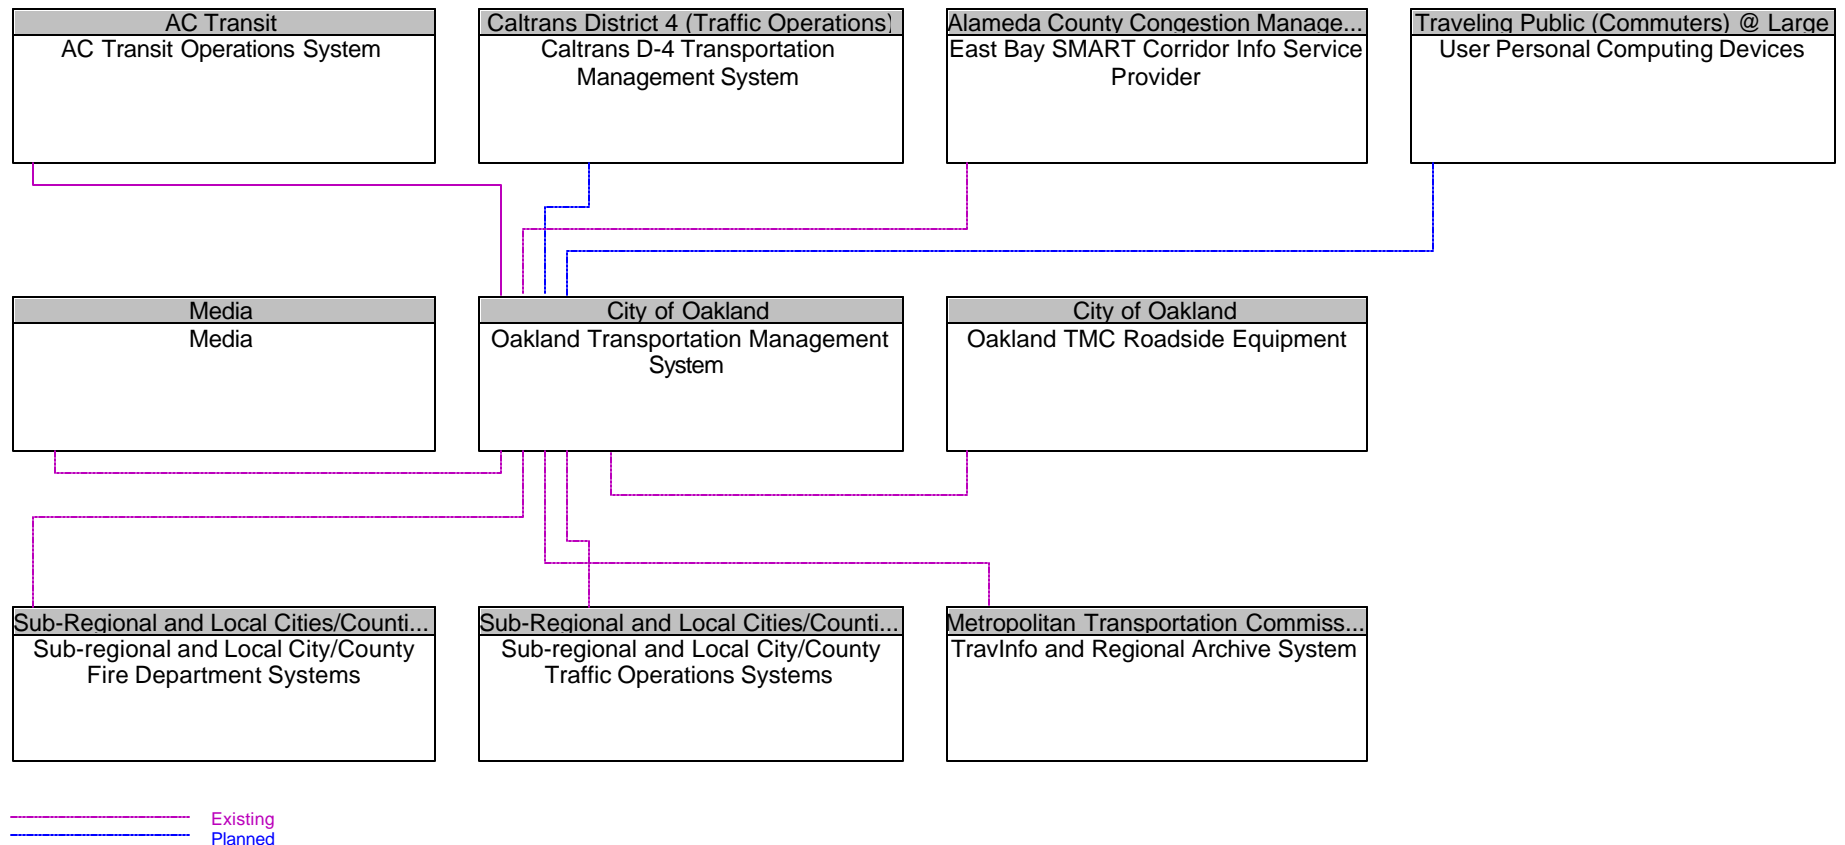 AC Transit
AC Transit Operations System
Caltrans District 4 (Traffic Operations)
Caltrans D-4 Transportation
Management System
Alameda County Congestion Manage...
East Bay SMART Corridor Info Service
Provider
Traveling Public (Commuters) @ Large
User Personal Computing Devices
Media
Media
City of Oakland
Oakland Transportation Management
System
City of Oakland
Oakland TMC Roadside Equipment
Sub-Regional and Local Cities/Counti...
Sub-regional and Local City/County
Fire Department Systems
Sub-Regional and Local Cities/Counti...
Sub-regional and Local City/County
Traffic Operations Systems
Metropolitan Transportation Commiss...
TravInfo and Regional Archive System
Existing
Planned